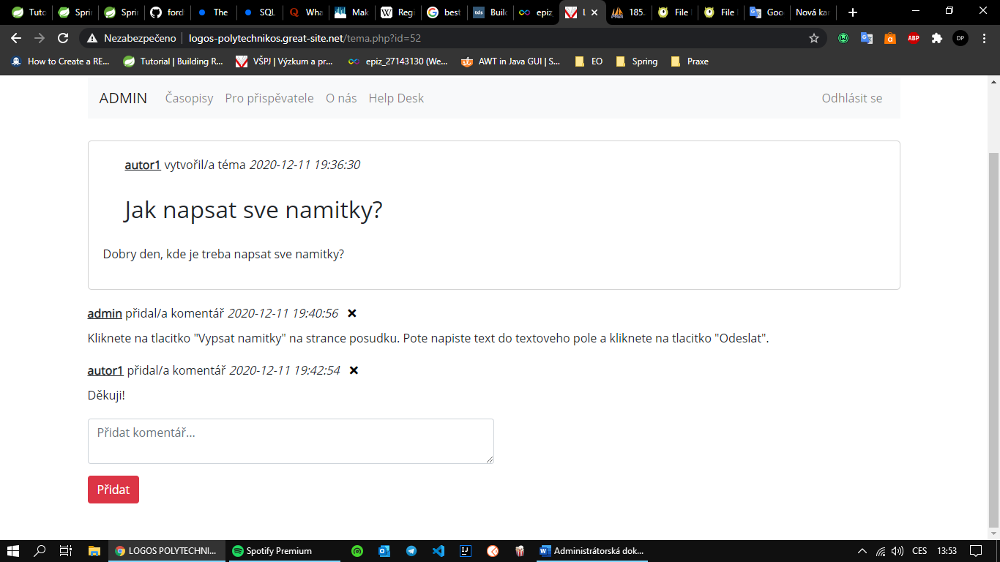 Tuto
Sprin
Sprin
ford
The
SQL
Wha
Mak
Regi
best
Build
epiz_
L
185.
File I
File I
Goo
Nová kar
Nezabezpečeno
logos-polytechnikos.great-site.net/tema.php?id=52
ABP
DP
How to Create a RE...
Tutorial | Building R...
VŠPJ | Výzkum a pr...
epiz_27143130 (We...
AWT in Java GUI | S...
EO
Spring
Praxe
ADMIN Časopisy Pro přispěvatele O nás Help Desk Odhlásit se
autor1 vytvořil/a téma 2020-12-11 19:36:30
Jak napsat sve namitky?
Dobry den, kde je treba napsat sve namitky?
admin přidal/a komentář 2020-12-11 19:40:56
Kliknete na tlacitko "Vypsat namitky" na strance posudku. Pote napiste text do textoveho pole a kliknete na tlacitko "Odeslat".
autor1 přidal/a komentář 2020-12-11 19:42:54
Děkuji!
Přidat komentář...
Přidat
LOGOS POLYTECHNI...
Spotify Premium
Administrátorská dok...
CES
13:53